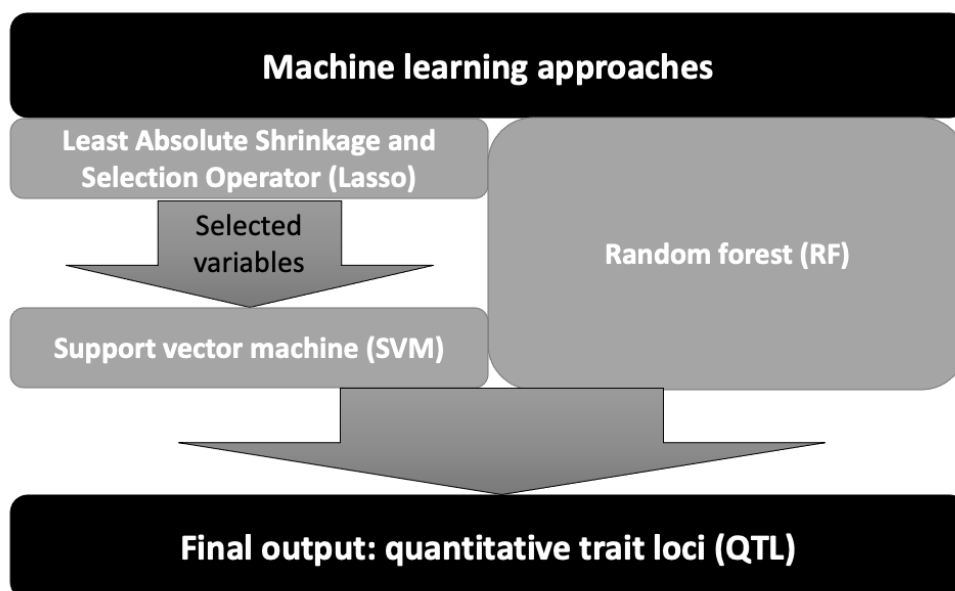 Machine learning approaches
Least Absolute Shrinkage and
Selection Operator (Lasso)
Selected
variables
Random forest (RF)
Support vector machine (SVM)
Final output: quantitative trait loci (QTL)